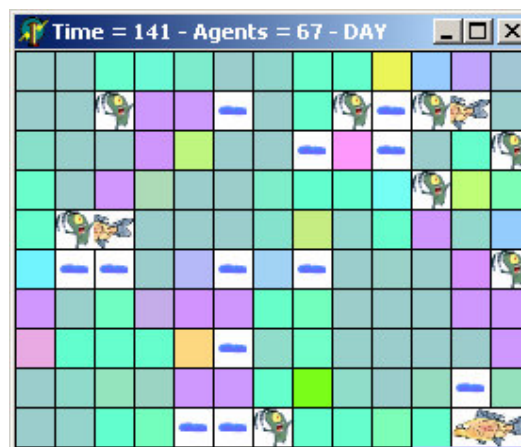 Time = 141 - Agents = 67 - DAY